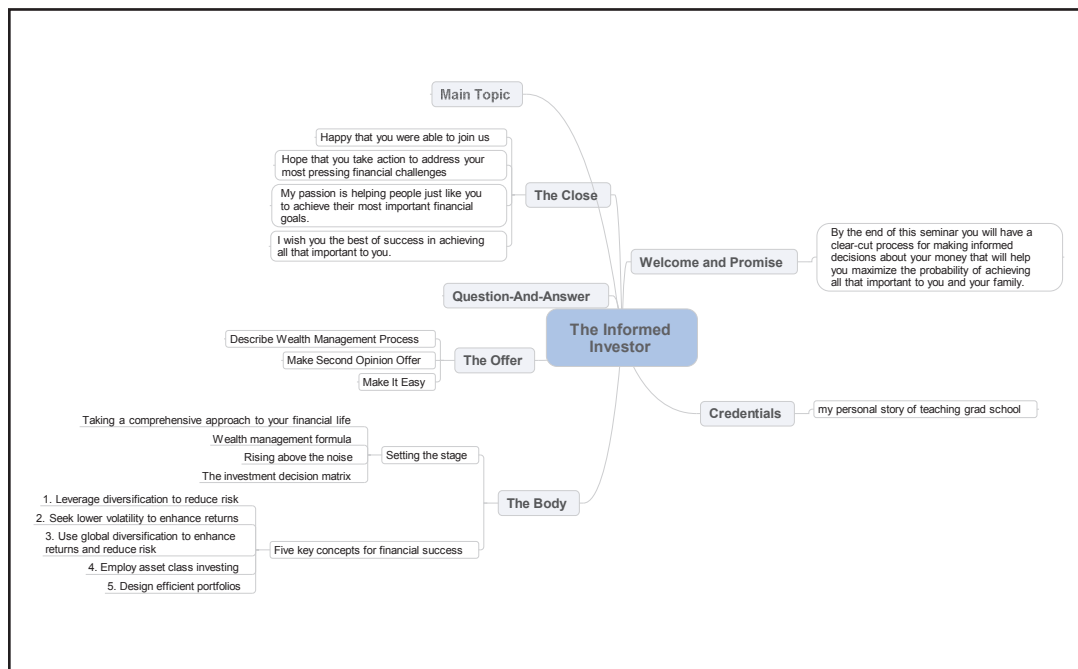 Main Topic
Happy that you were able to join us
Hope that you take action to address your
most pressing financial challenges
My passion is helping people just like you
to achieve their most important financial
goals.
I wish you the best of success in achieving
all that important to you.
The Close
Welcome and Promise
By the end of this seminar you will have a
clear-cut process for making informed
decisions about your money that will help
you maximize the probability of achieving
all that important to you and your family.
Question-And-Answer
The Informed
Investor
Describe Wealth Management Process
Make Second Opinion Offer
Make It Easy
The Offer
Credentials
my personal story of teaching grad school
Taking a comprehensive approach to your financial life
Wealth management formula
Rising above the noise
The investment decision matrix
Setting the stage
The Body
1. Leverage diversification to reduce risk
2. Seek lower volatility to enhance returns
3. Use global diversification to enhance
returns and reduce risk
4. Employ asset class investing
5. Design efficient portfolios
Five key concepts for financial success